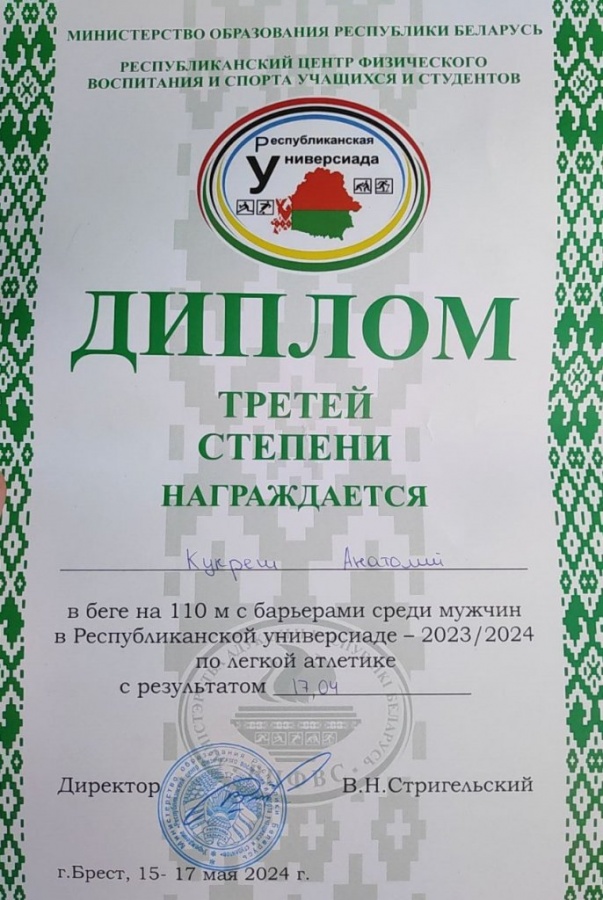 МИНИСТЕРСТВО ОБРАЗОВАНИЯ РЕСПУБЛИКИ БЕЛАРУСЬ
РЕСПУБЛИКАНСКИЙ ЦЕНТР ФИЗИЧЕСКОГО
ВОСПИТАНИЯ И СПОРТА УЧАЩИХСЯ И СТУДЕНТОВ
Республиканская
Универсиада
ДИПЛОМ
ТРЕТЕЙ
СТЕПЕНИ
НАГРАЖДАЕТСЯ
Кукреш Анатолий
в беге на 110 м с барьерами среди мужчин
в Республиканской универсиаде – 2023/2024
по легкой атлетике
с результатом 17,04
Директор В.Н.Стригельский
г.Брест, 15- 17 мая 2024 г.